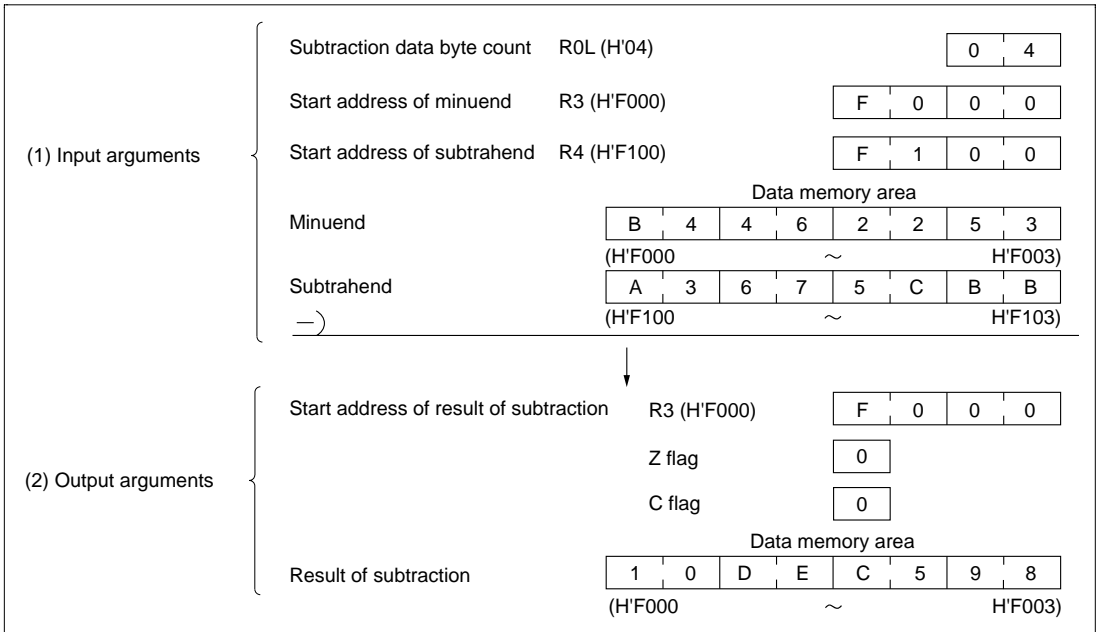 Subtraction data byte count R0L (H'04) 0 4
Start address of minuend R3 (H'F000) F 0 0 0
(1) Input arguments
Start address of subtrahend R4 (H'F100) F 1 0 0
Data memory area
Minuend B 4 4 6 2 2 5 3
(H'F000 ～ H'F003)
Subtrahend A 3 6 7 5 C B B
—) (H'F100 ～ H'F103)
Start address of result of subtraction R3 (H'F000) F 0 0 0
Z flag 0
(2) Output arguments
C flag 0
Data memory area
Result of subtraction 1 0 D E C 5 9 8
(H'F000 ～ H'F003)